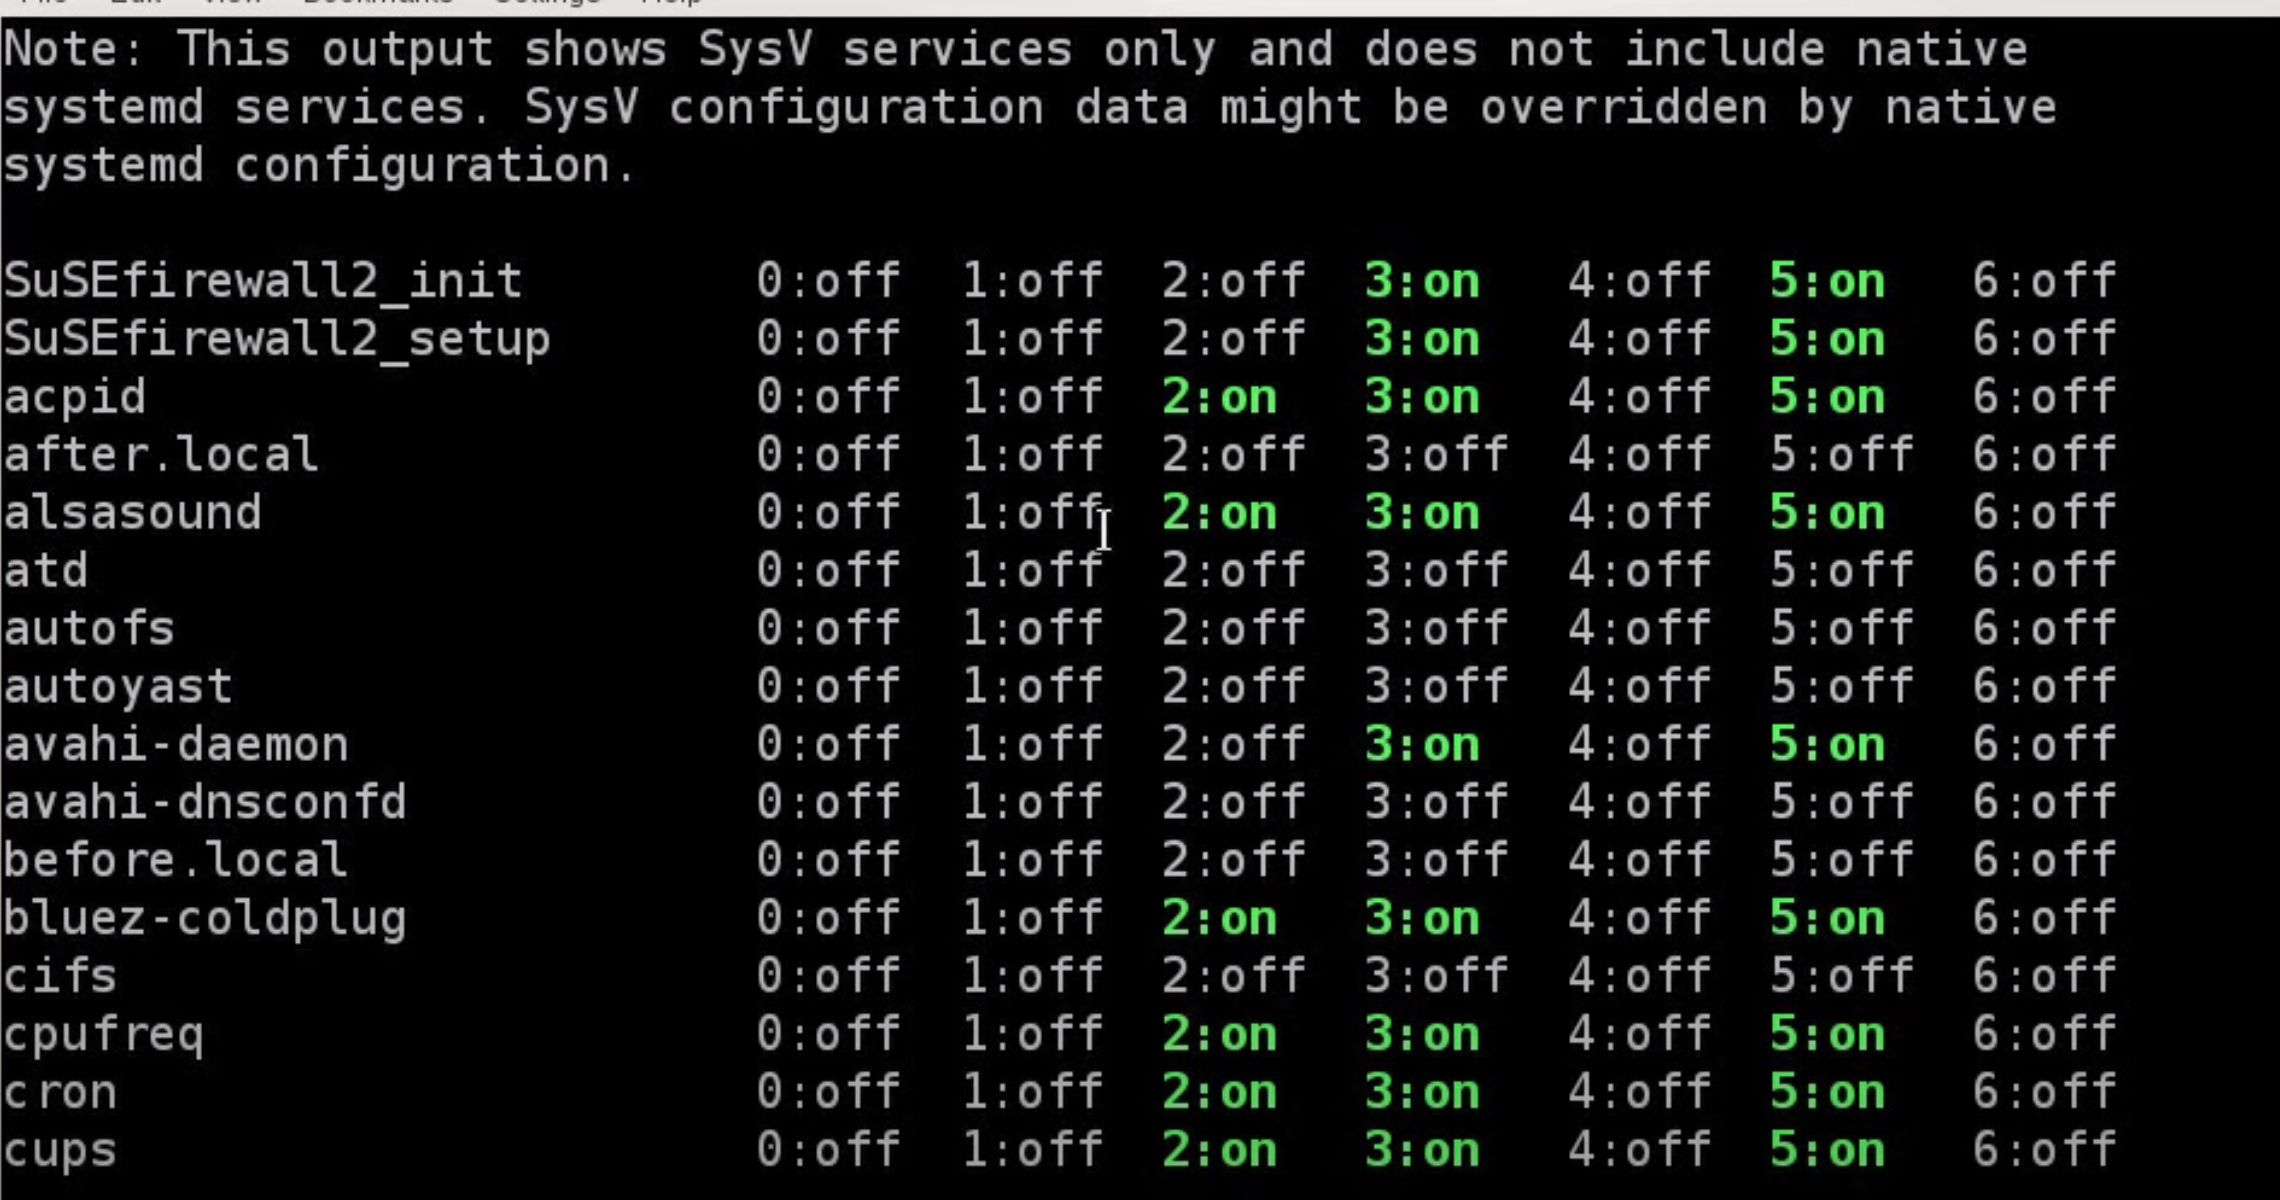 File Edit View Bookmarks Settings Help
Note: This output shows SysV services only and does not include native
systemd services. SysV configuration data might be overridden by native
systemd configuration.
SuSEfirewall2_init 0:off 1:off 2:off 3:on 4:off 5:on 6:off
SuSEfirewall2_setup 0:off 1:off 2:off 3:on 4:off 5:on 6:off
acpid 0:off 1:off 2:on 3:on 4:off 5:on 6:off
after.local 0:off 1:off 2:off 3:off 4:off 5:off 6:off
alsasound 0:off 1:off 2:on 3:on 4:off 5:on 6:off
atd 0:off 1:off 2:off 3:off 4:off 5:off 6:off
autofs 0:off 1:off 2:off 3:off 4:off 5:off 6:off
autoyast 0:off 1:off 2:off 3:off 4:off 5:off 6:off
avahi-daemon 0:off 1:off 2:off 3:on 4:off 5:on 6:off
avahi-dnsconfd 0:off 1:off 2:off 3:off 4:off 5:off 6:off
before.local 0:off 1:off 2:off 3:off 4:off 5:off 6:off
bluez-coldplug 0:off 1:off 2:on 3:on 4:off 5:on 6:off
cifs 0:off 1:off 2:off 3:off 4:off 5:off 6:off
cpufreq 0:off 1:off 2:on 3:on 4:off 5:on 6:off
cron 0:off 1:off 2:on 3:on 4:off 5:on 6:off
cups 0:off 1:off 2:on 3:on 4:off 5:on 6:off